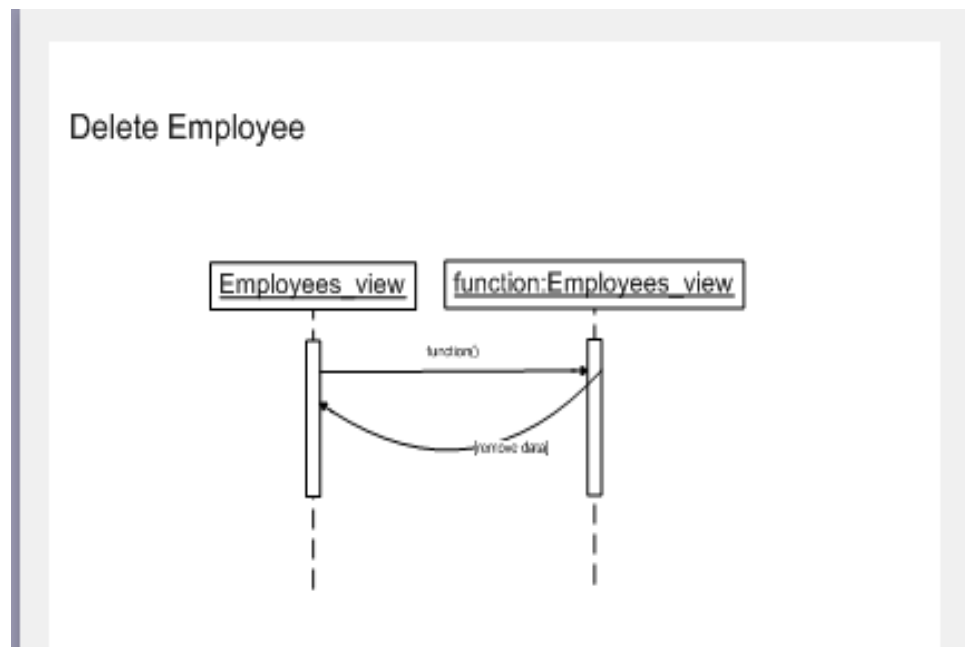 Delete Employee
Employees_view
function:Employees_view
function()
[remove data]